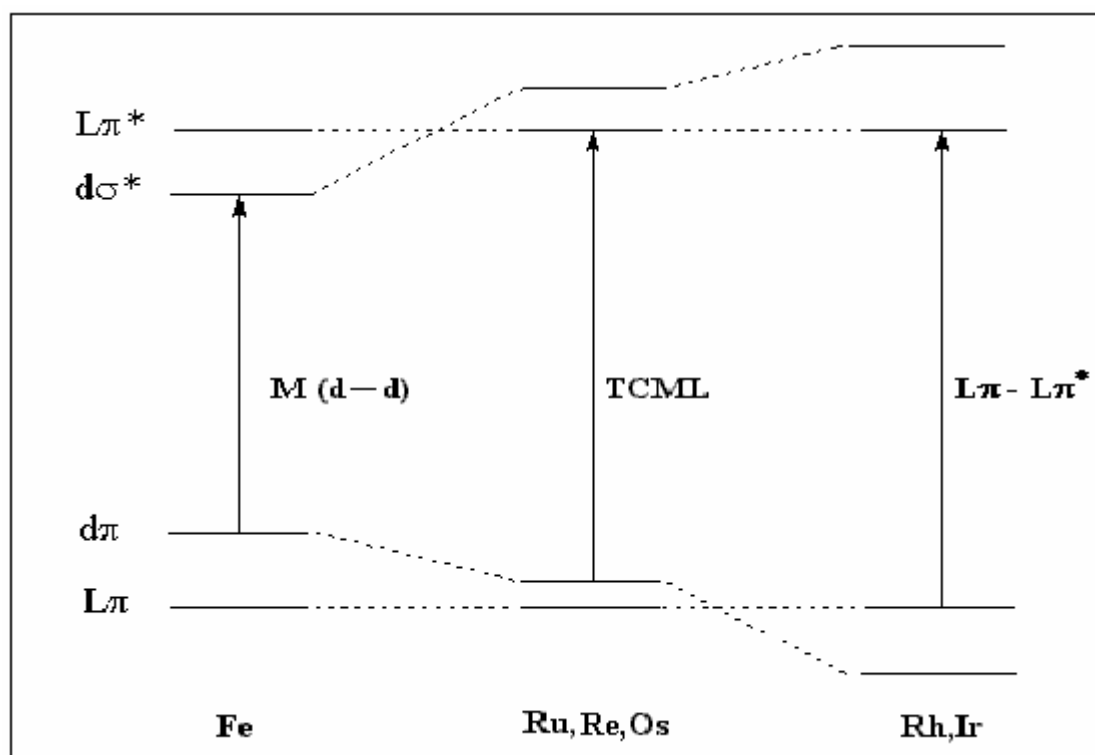 Lπ*
dσ*
M (d—d)
TCML
Lπ - Lπ*
dπ
Lπ
Fe
Ru, Re, Os
Rh, Ir